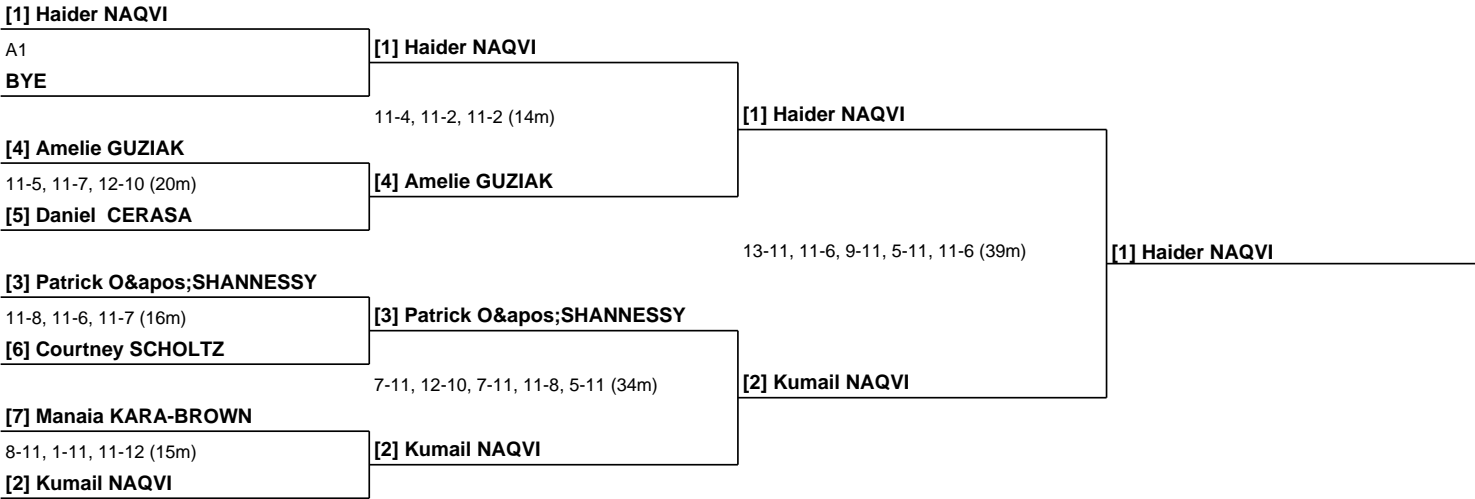 [1] Haider NAQVI
A1
BYE
[4] Amelie GUZIAK
11-5, 11-7, 12-10 (20m)
[5] Daniel  CERASA
[3] Patrick O&apos;SHANNESSY
11-8, 11-6, 11-7 (16m)
[6] Courtney SCHOLTZ
[7] Manaia KARA-BROWN
8-11, 1-11, 11-12 (15m)
[2] Kumail NAQVI
[1] Haider NAQVI
11-4, 11-2, 11-2 (14m)
[4] Amelie GUZIAK
[3] Patrick O&apos;SHANNESSY
7-11, 12-10, 7-11, 11-8, 5-11 (34m)
[2] Kumail NAQVI
[1] Haider NAQVI
13-11, 11-6, 9-11, 5-11, 11-6 (39m)
[2] Kumail NAQVI
[1] Haider NAQVI